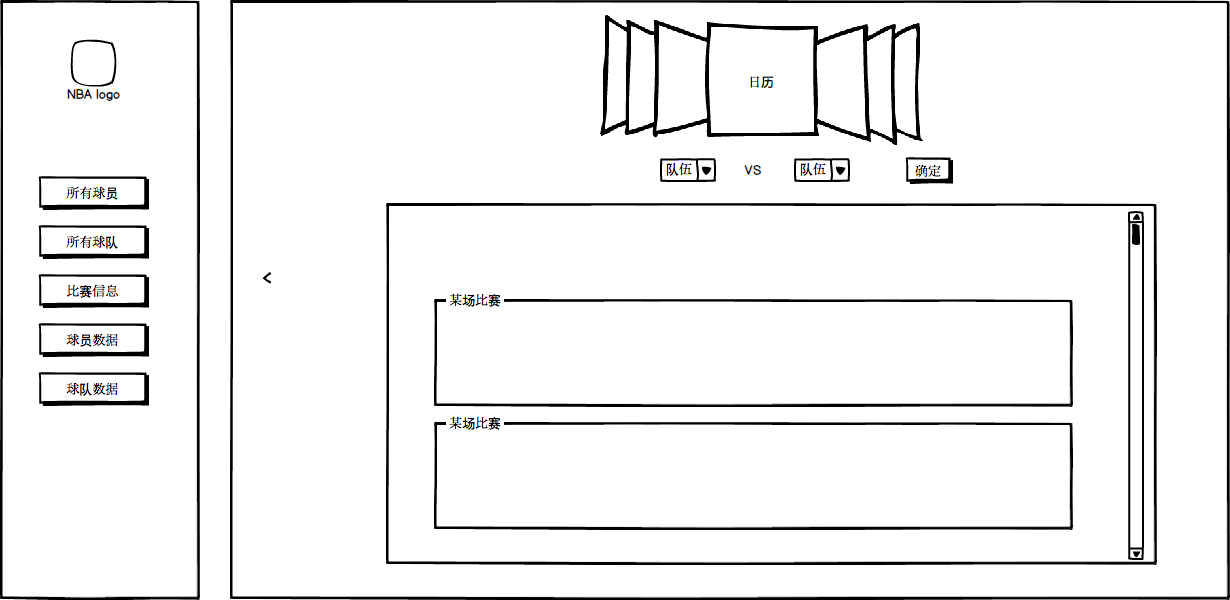 NBA logo
所有球员
所有球队
比赛信息
球员数据
球队数据
日历
队伍 VS 队伍 确定
<
某场比赛
某场比赛